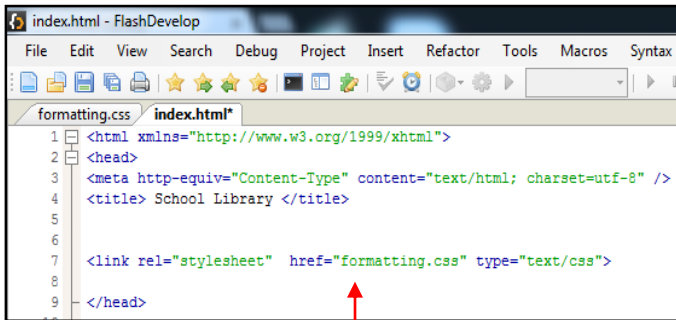 index.html - FlashDevelop
File Edit View Search Debug Project Insert Refactor Tools Macros Syntax
formatting.css index.html*
1 <html xmlns="http://www.w3.org/1999/xhtml">
2 <head>
3 <meta http-equiv="Content-Type" content="text/html; charset=utf-8" />
4 <title> School Library </title>
5
6
7 <link rel="stylesheet"  href="formatting.css" type="text/css">
8
9 </head>